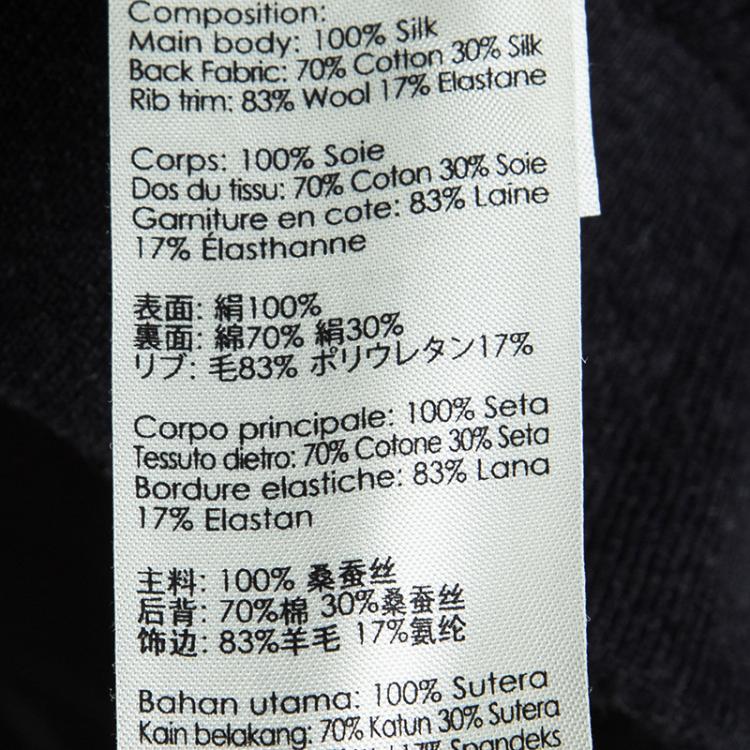 Composition:
Main body: 100% Silk
Back Fabric: 70% Cotton 30% Silk
Rib trim: 83% Wool 17% Elastane
Corps: 100% Soie
Dos du tissu: 70% Coton 30% Soie
Garniture en cote: 83% Laine
17% Élasthanne
表面: 絹100%
裏面: 綿70% 絹30%
リブ: 毛83% ポリウレタン17%
Corpo principale: 100% Seta
Tessuto dietro: 70% Cotone 30% Seta
Bordure elastiche: 83% Lana
17% Elastan
主料: 100% 桑蚕丝
后背: 70%棉 30%桑蚕丝
饰边: 83%羊毛 17%氨纶
Bahan utama: 100% Sutera
Kain belakang: 70% Katun 30% Sutera
17% Spandeks